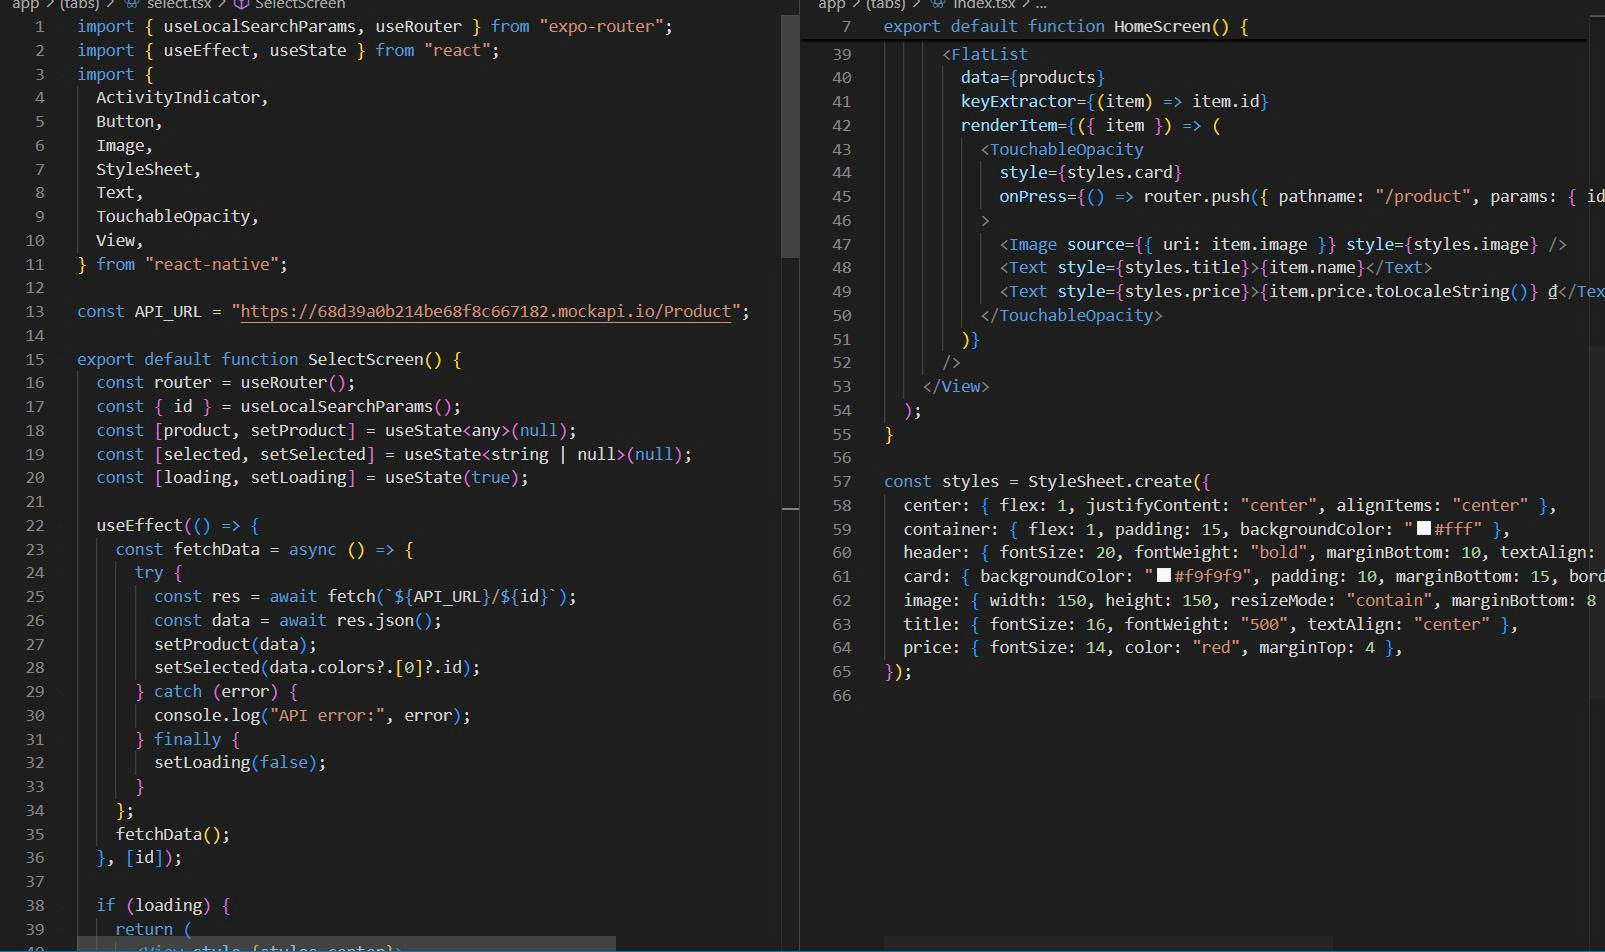 app > (tabs) > select.tsx > SelectScreen
1 import { useLocalSearchParams, useRouter } from "expo-router";
2 import { useEffect, useState } from "react";
3 import {
4 ActivityIndicator,
5 Button,
6 Image,
7 StyleSheet,
8 Text,
9 TouchableOpacity,
10 View,
11 } from "react-native";
12
13 const API_URL = "https://68d39a0b214be68f8c667182.mockapi.io/Product";
14
15 export default function SelectScreen() {
16 const router = useRouter();
17 const { id } = useLocalSearchParams();
18 const [product, setProduct] = useState<any>(null);
19 const [selected, setSelected] = useState<string | null>(null);
20 const [loading, setLoading] = useState(true);
21
22 useEffect(() => {
23 const fetchData = async () => {
24 try {
25 const res = await fetch(`${API_URL}/${id}`);
26 const data = await res.json();
27 setProduct(data);
28 setSelected(data.colors?.[0]?.id);
29 } catch (error) {
30 console.log("API error:", error);
31 } finally {
32 setLoading(false);
33 }
34 };
35 fetchData();
36 }, [id]);
37
38 if (loading) {
39 return (
40 <View style={styles.center}>
app > (tabs) > index.tsx > ...
7 export default function HomeScreen() {
39 <FlatList
40 data={products}
41 keyExtractor={(item) => item.id}
42 renderItem={({ item }) => (
43 <TouchableOpacity
44 style={styles.card}
45 onPress={() => router.push({ pathname: "/product", params: { id
46 >
47 <Image source={{ uri: item.image }} style={styles.image} />
48 <Text style={styles.title}>{item.name}</Text>
49 <Text style={styles.price}>{item.price.toLocaleString()} đ</Tex
50 </TouchableOpacity>
51 )}
52 />
53 </View>
54 );
55 }
56
57 const styles = StyleSheet.create({
58 center: { flex: 1, justifyContent: "center", alignItems: "center" },
59 container: { flex: 1, padding: 15, backgroundColor: "#fff" },
60 header: { fontSize: 20, fontWeight: "bold", marginBottom: 10, textAlign:
61 card: { backgroundColor: "#f9f9f9", padding: 10, marginBottom: 15, bord
62 image: { width: 150, height: 150, resizeMode: "contain", marginBottom: 8
63 title: { fontSize: 16, fontWeight: "500", textAlign: "center" },
64 price: { fontSize: 14, color: "red", marginTop: 4 },
65 });
66